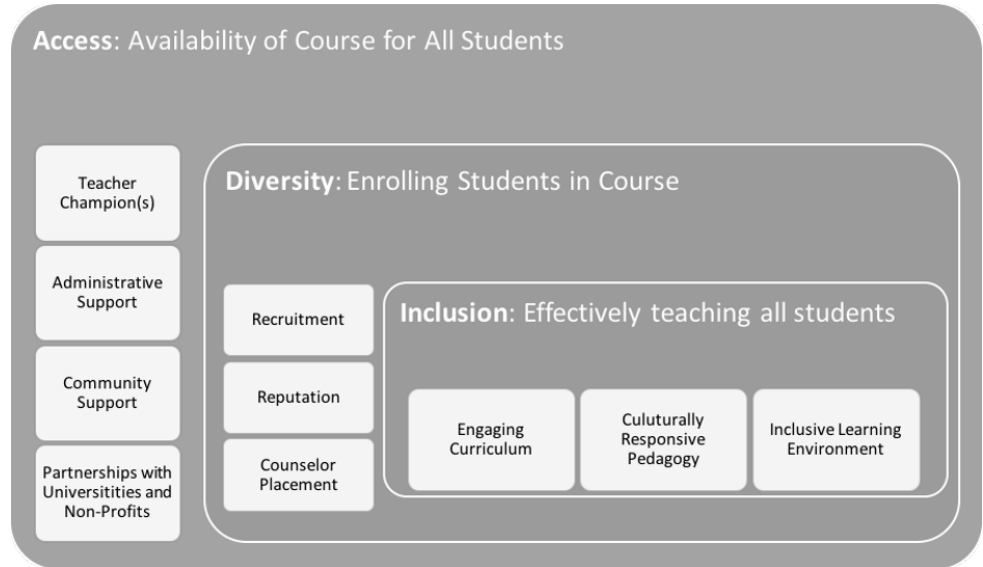 Access: Availability of Course for All Students
Teacher
Champion(s)
Administrative
Support
Community
Support
Partnerships with
Universitities and
Non-Profits
Diversity: Enrolling Students in Course
Recruitment
Reputation
Counselor
Placement
Inclusion: Effectively teaching all students
Engaging
Curriculum
Culuturally
Responsive
Pedagogy
Inclusive Learning
Environment